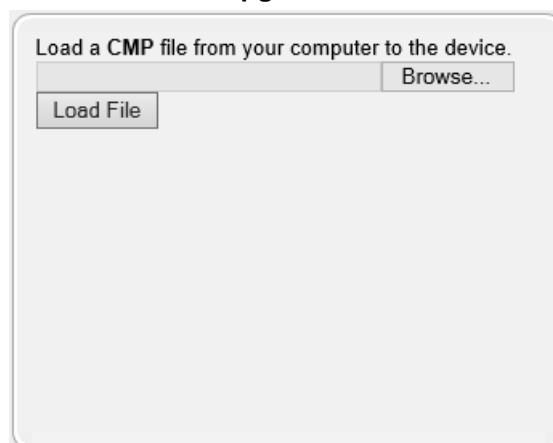 Load a CMP file from your computer to the device.
Browse...
Load File